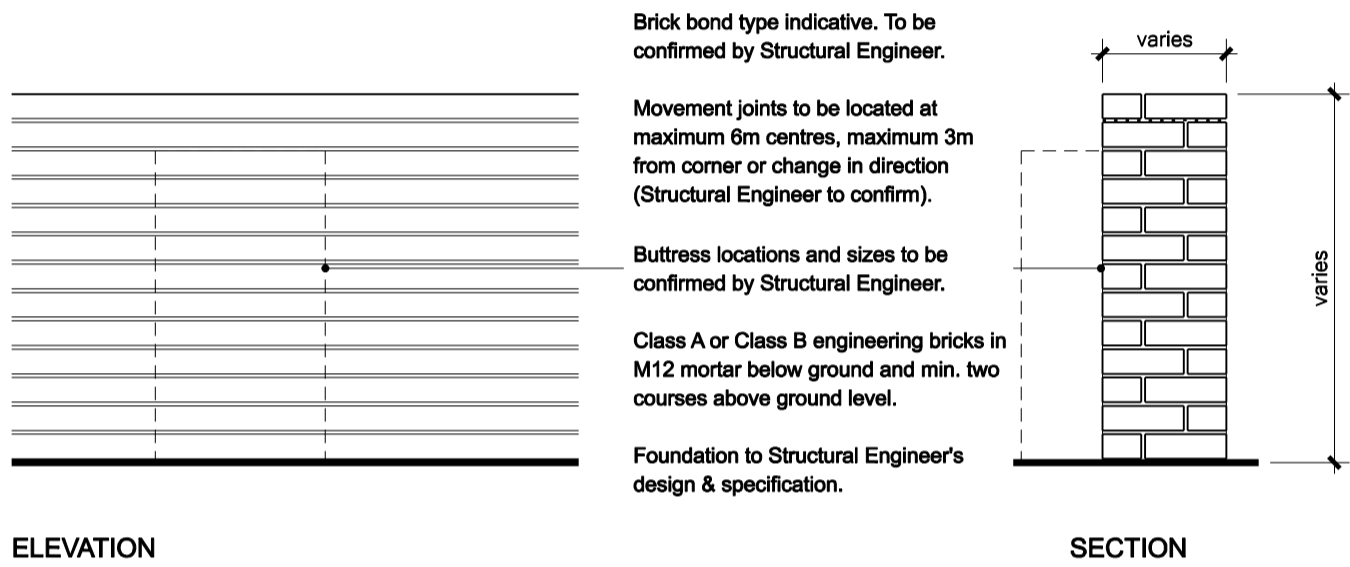 Brick bond type indicative. To be
confirmed by Structural Engineer.
Movement joints to be located at
maximum 6m centres, maximum 3m
from corner or change in direction
(Structural Engineer to confirm).
Buttress locations and sizes to be
confirmed by Structural Engineer.
Class A or Class B engineering bricks in
M12 mortar below ground and min. two
courses above ground level.
Foundation to Structural Engineer's
design & specification.
varies
varies
ELEVATION
SECTION